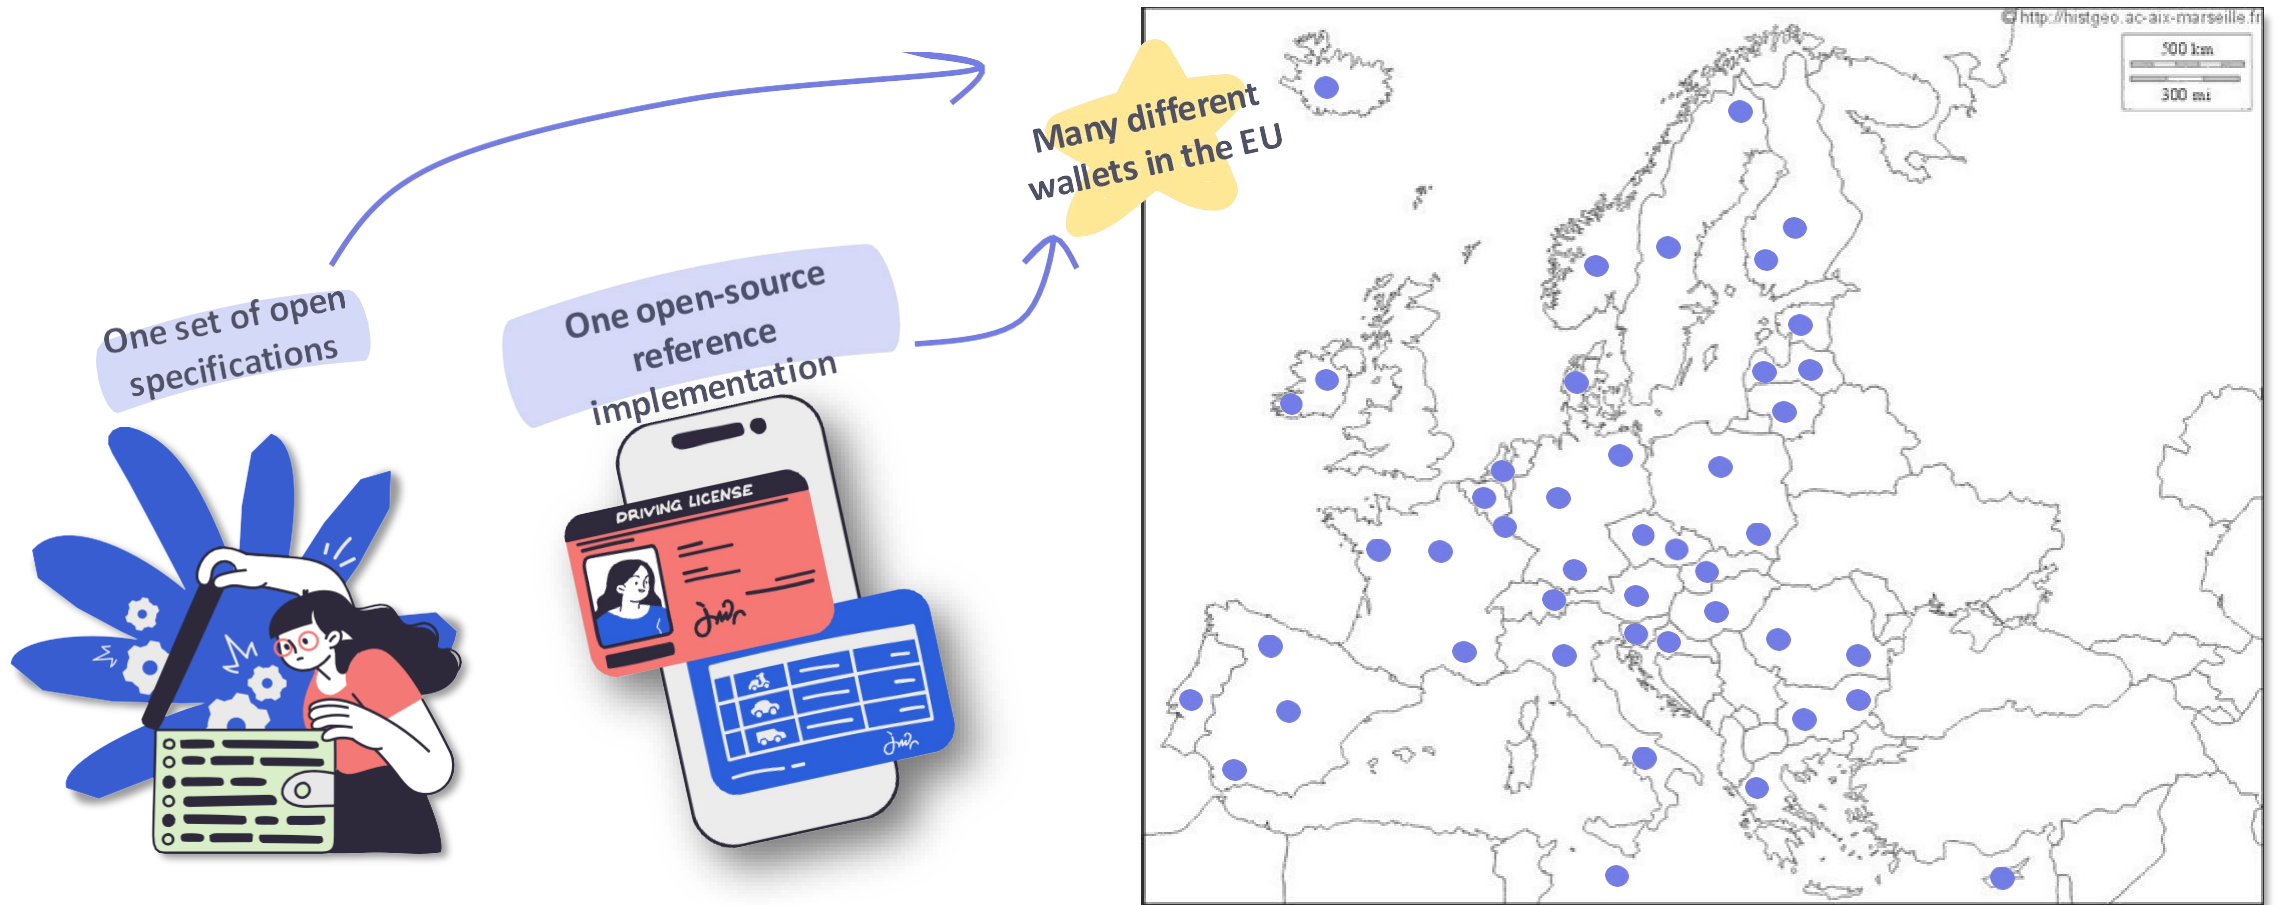 One set of open
specifications
One open-source
reference
implementation
DRIVING LICENSE
Many different
wallets in the EU
© http://histgeo.ac-aix-marseille.fr
500 km
300 mi